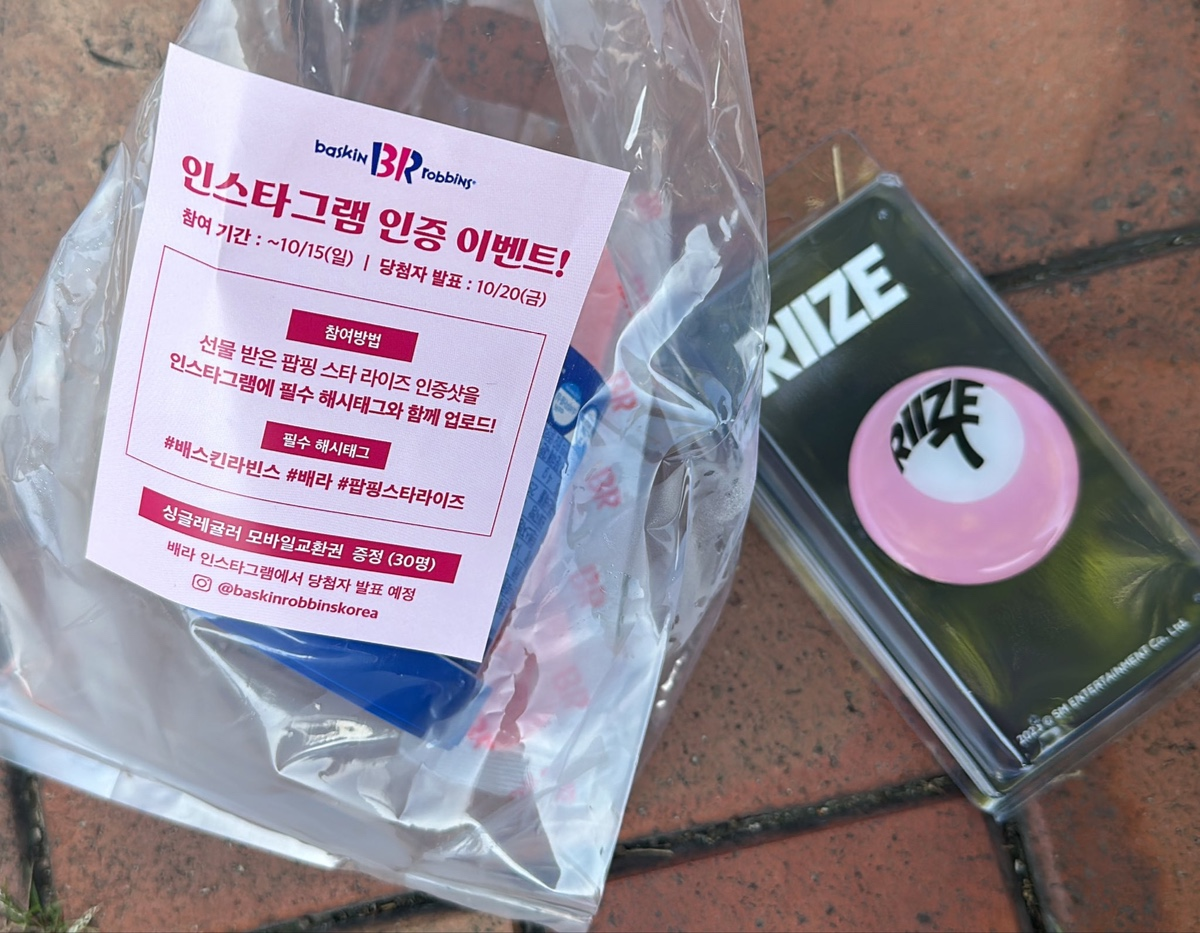 baskin BR robbins
인스타그램 인증 이벤트!
참여 기간 : ~10/15(일) | 당첨자 발표 : 10/20(금)
참여방법
선물 받은 팝핑 스타 라이즈 인증샷을
인스타그램에 필수 해시태그와 함께 업로드!
필수 해시태그
#배스킨라빈스 #배라 #팝핑스타라이즈
싱글레귤러 모바일교환권 증정 (30명)
배라 인스타그램에서 당첨자 발표 예정
@baskinrobbinskorea
BR
BR
BR
BR
RIIZE
RIIZE
2023 © SM ENTERTAINMENT Co., Ltd.